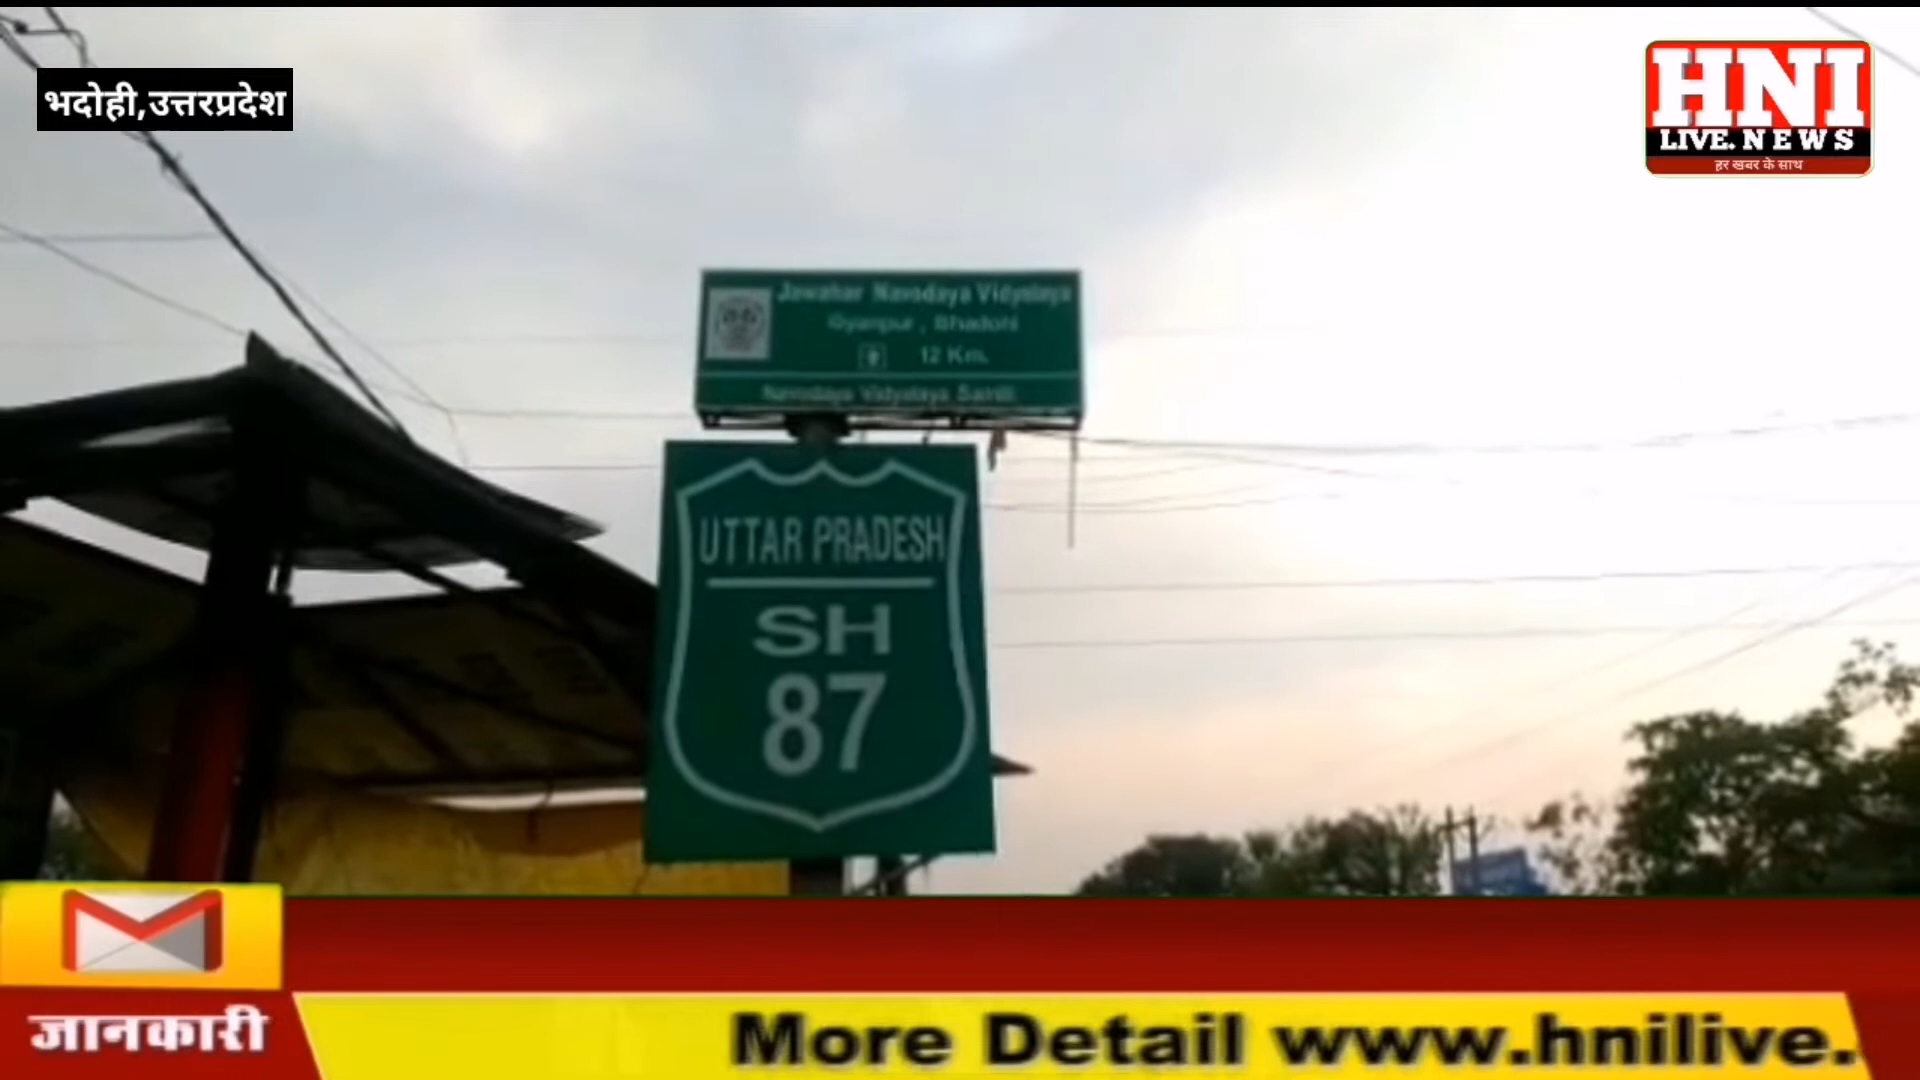 भदोही,उत्तरप्रदेश
HNI
LIVE.NEWS
हर खबर के साथ
Jawahar Navodaya Vidyalaya
Gyanpur, Bhadohi
12 Km.
Navodaya Vidyalaya Samiti
UTTAR PRADESH
SH
87
जानकारी
More Detail www.hnilive.